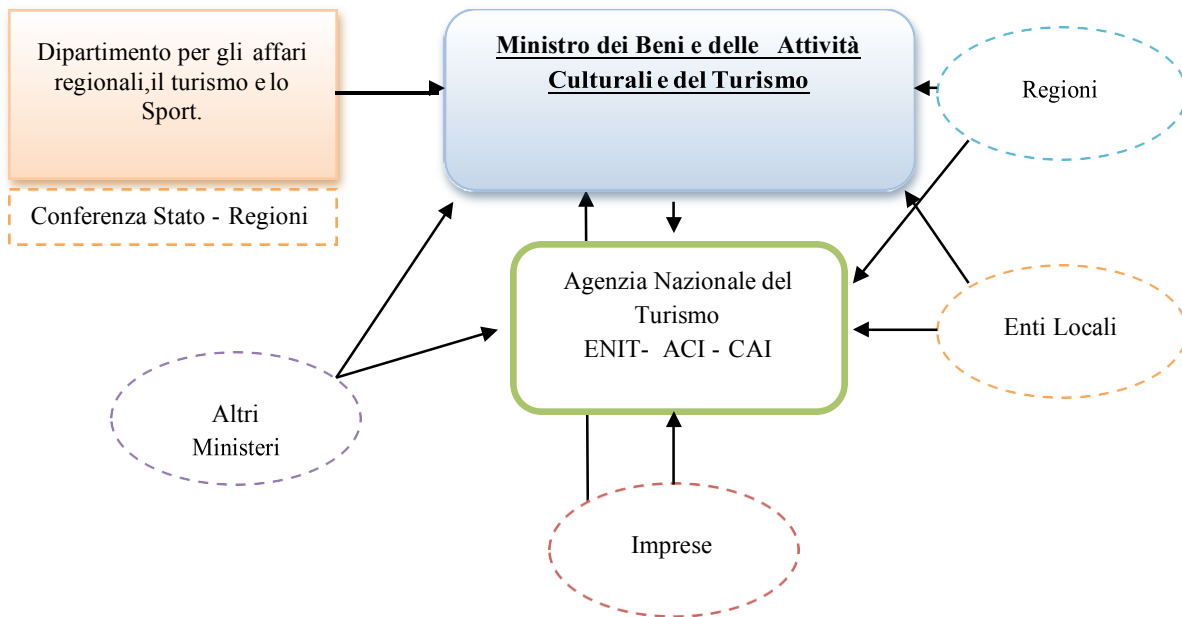 Dipartimento per gli affari
regionali,il turismo e lo
Sport.
Conferenza Stato - Regioni
Ministro dei Beni e delle Attività
Culturali e del Turismo
Regioni
Agenzia Nazionale del
Turismo
ENIT- ACI - CAI
Enti Locali
Altri
Ministeri
Imprese